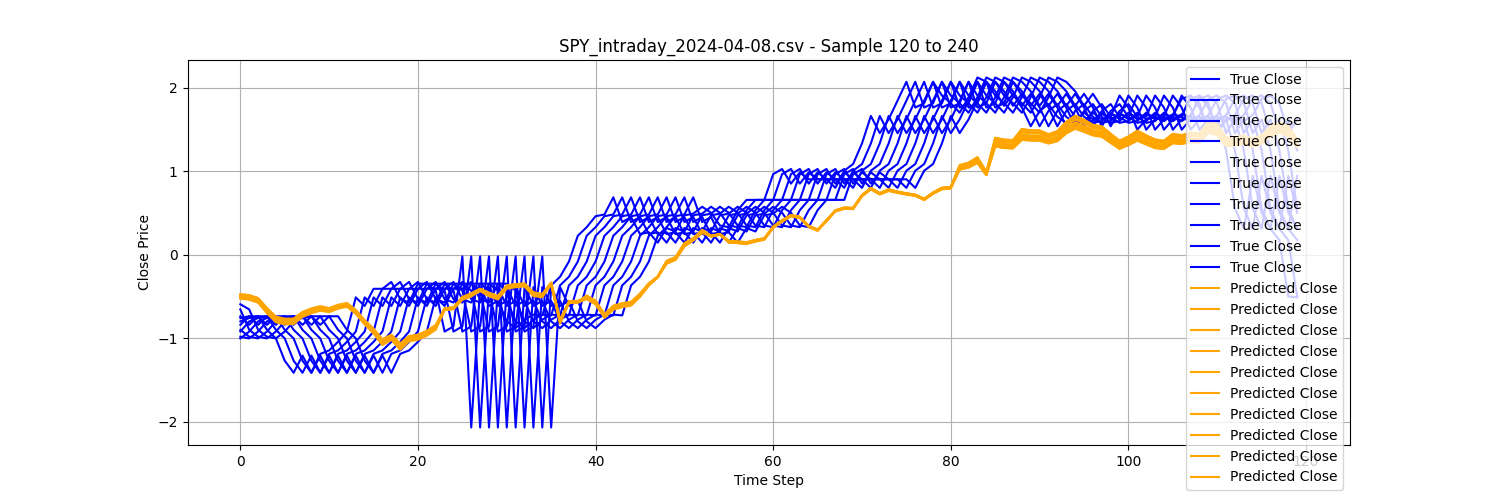 SPY_intraday_2024-04-08.csv - Sample 120 to 240
Close Price
2
1
0
−1
−2
0
20
40
60
80
100
120
Time Step
True Close
True Close
True Close
True Close
True Close
True Close
True Close
True Close
True Close
True Close
Predicted Close
Predicted Close
Predicted Close
Predicted Close
Predicted Close
Predicted Close
Predicted Close
Predicted Close
Predicted Close
Predicted Close